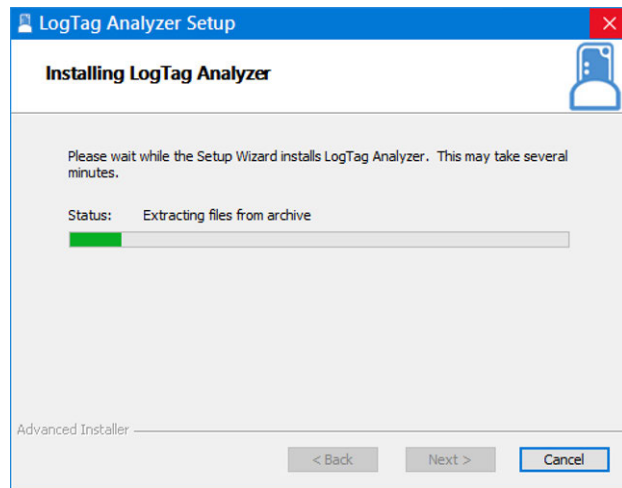 LogTag Analyzer Setup
Installing LogTag Analyzer
Please wait while the Setup Wizard installs LogTag Analyzer. This may take several
minutes.
Status: Extracting files from archive
Advanced Installer
< Back Next > Cancel